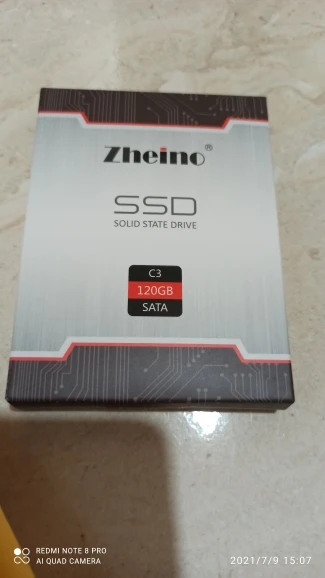 Zheino®
SSD
SOLID STATE DRIVE
C3
120GB
SATA
REDMI NOTE 8 PRO
AI QUAD CAMERA
2021/7/9 15:07